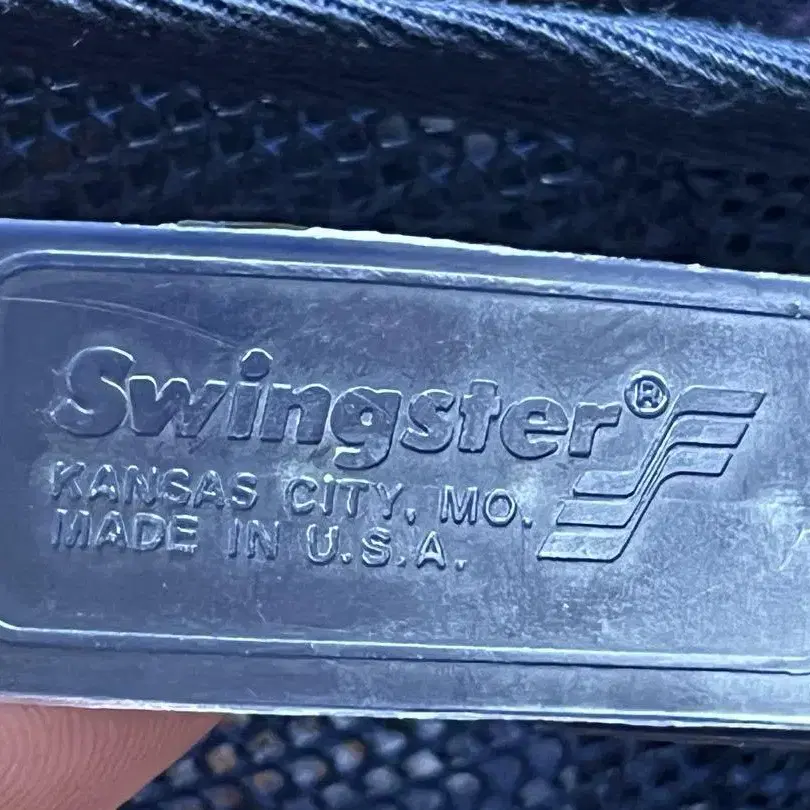 Swingster®
KANSAS CITY, MO.
MADE IN U.S.A.